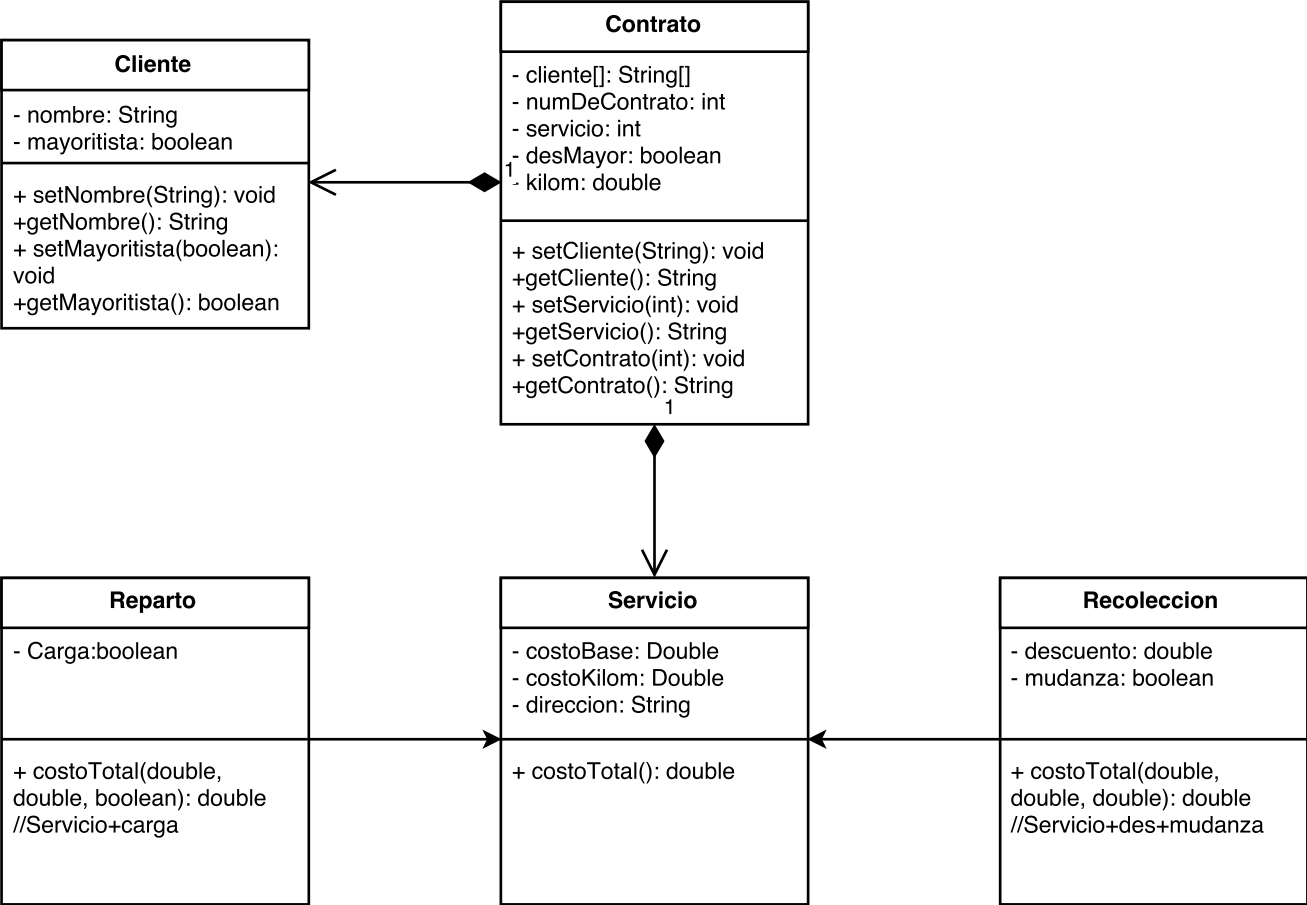 Cliente
- nombre: String
- mayoritista: boolean
+ setNombre(String): void
+getNombre(): String
+ setMayoritista(boolean):
void
+getMayoritista(): boolean
Contrato
- cliente[]: String[]
- numDeContrato: int
- servicio: int
- desMayor: boolean
1
- kilom: double
+ setCliente(String): void
+getCliente(): String
+ setServicio(int): void
+getServicio(): String
+ setContrato(int): void
+getContrato(): String
1
Reparto
- Carga:boolean
+ costoTotal(double,
double, boolean): double
//Servicio+carga
Servicio
- costoBase: Double
- costoKilom: Double
- direccion: String
+ costoTotal(): double
Recoleccion
- descuento: double
- mudanza: boolean
+ costoTotal(double,
double, double): double
//Servicio+des+mudanza